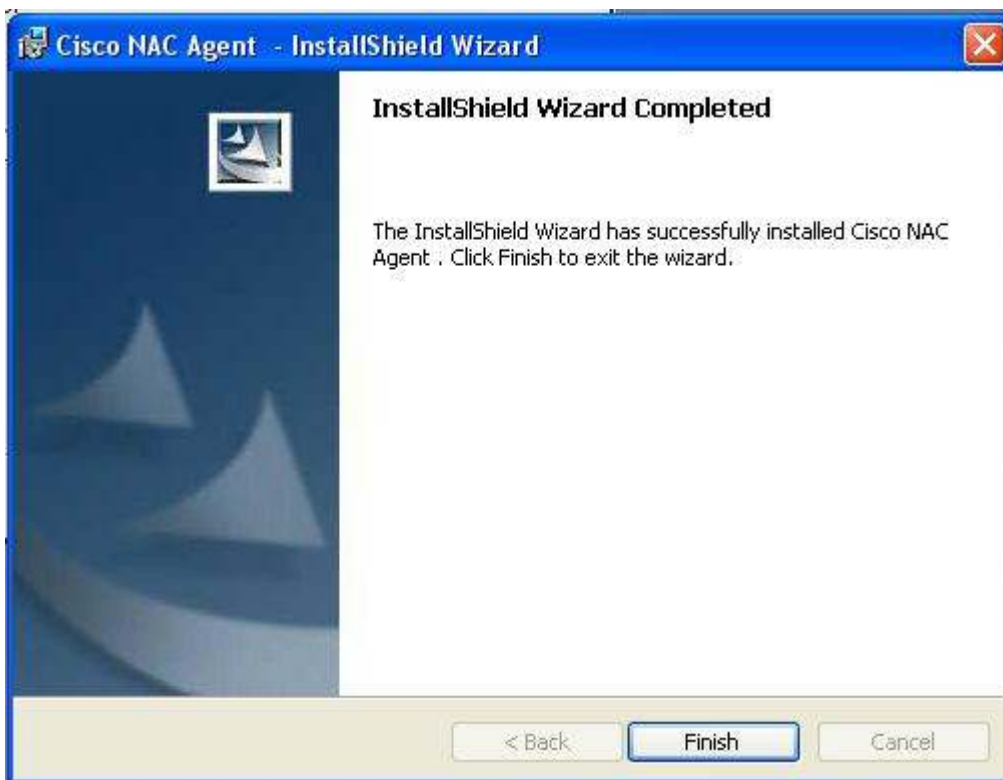 Cisco NAC Agent - InstallShield Wizard
InstallShield Wizard Completed
The InstallShield Wizard has successfully installed Cisco NAC
Agent . Click Finish to exit the wizard.
< Back Finish Cancel